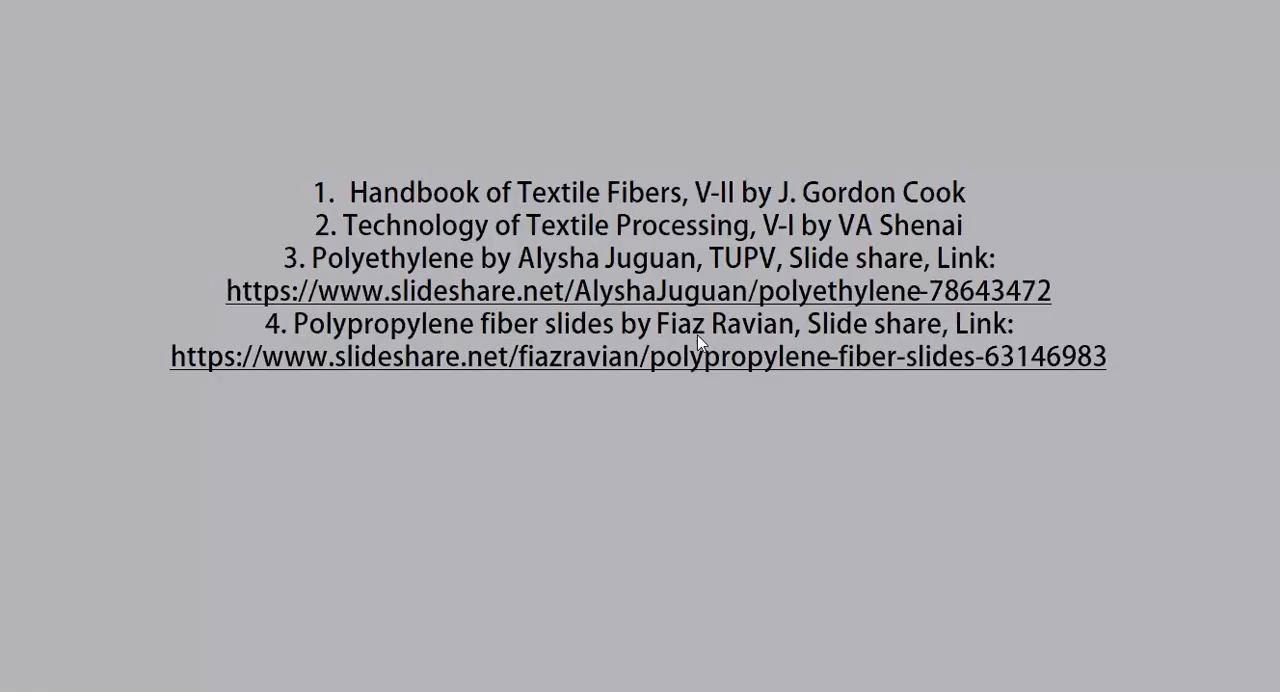 1. Handbook of Textile Fibers, V-II by J. Gordon Cook
2. Technology of Textile Processing, V-I by VA Shenai
3. Polyethylene by Alysha Juguan, TUPV, Slide share, Link:
https://www.slideshare.net/AlyshaJuguan/polyethylene-78643472
4. Polypropylene fiber slides by Fiaz Ravian, Slide share, Link:
https://www.slideshare.net/fiazravian/polypropylene-fiber-slides-63146983